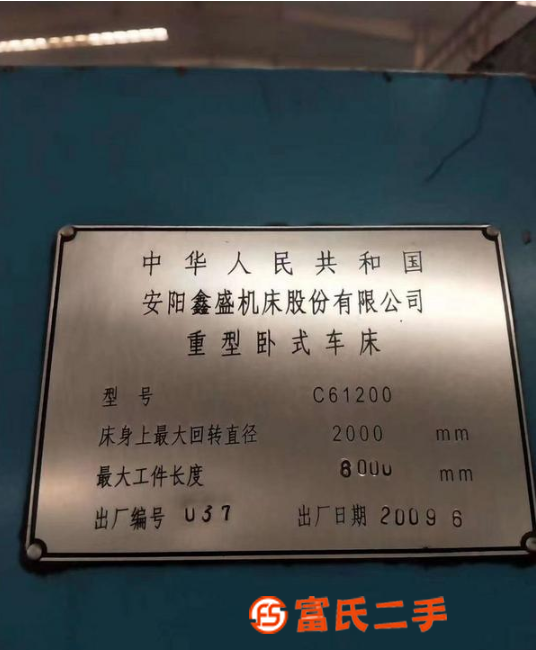 中华人民共和国
安阳鑫盛机床股份有限公司
重型卧式车床
型号 C61200
床身上最大回转直径 2000 mm
最大工件长度 8000 mm
出厂编号 037 出厂日期 2009 6
FS 富氏二手